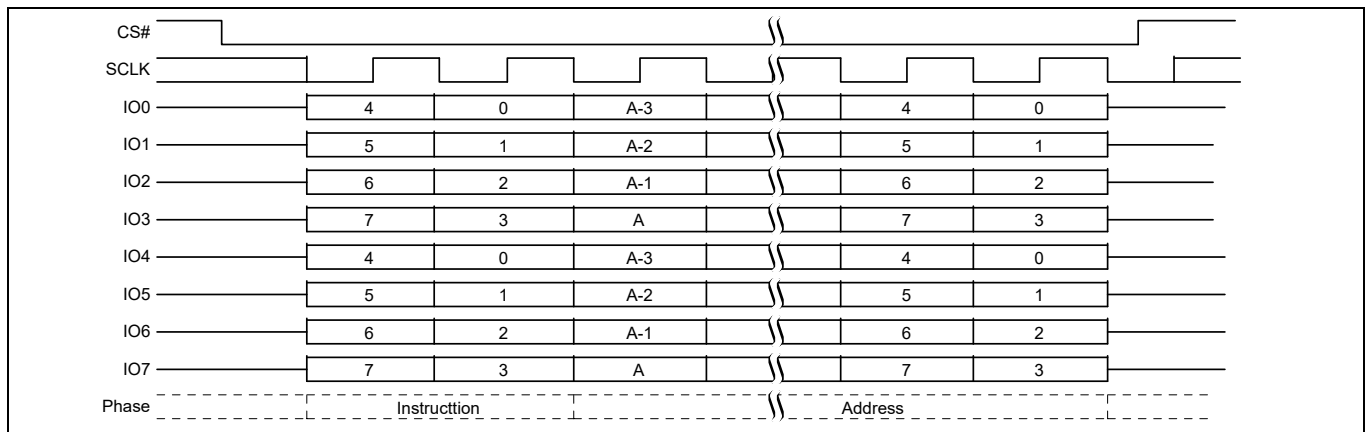 CS#
SCLK
IO0 4 0 A-3 4 0
IO1 5 1 A-2 5 1
IO2 6 2 A-1 6 2
IO3 7 3 A 7 3
IO4 4 0 A-3 4 0
IO5 5 1 A-2 5 1
IO6 6 2 A-1 6 2
IO7 7 3 A 7 3
Phase Instructtion Address